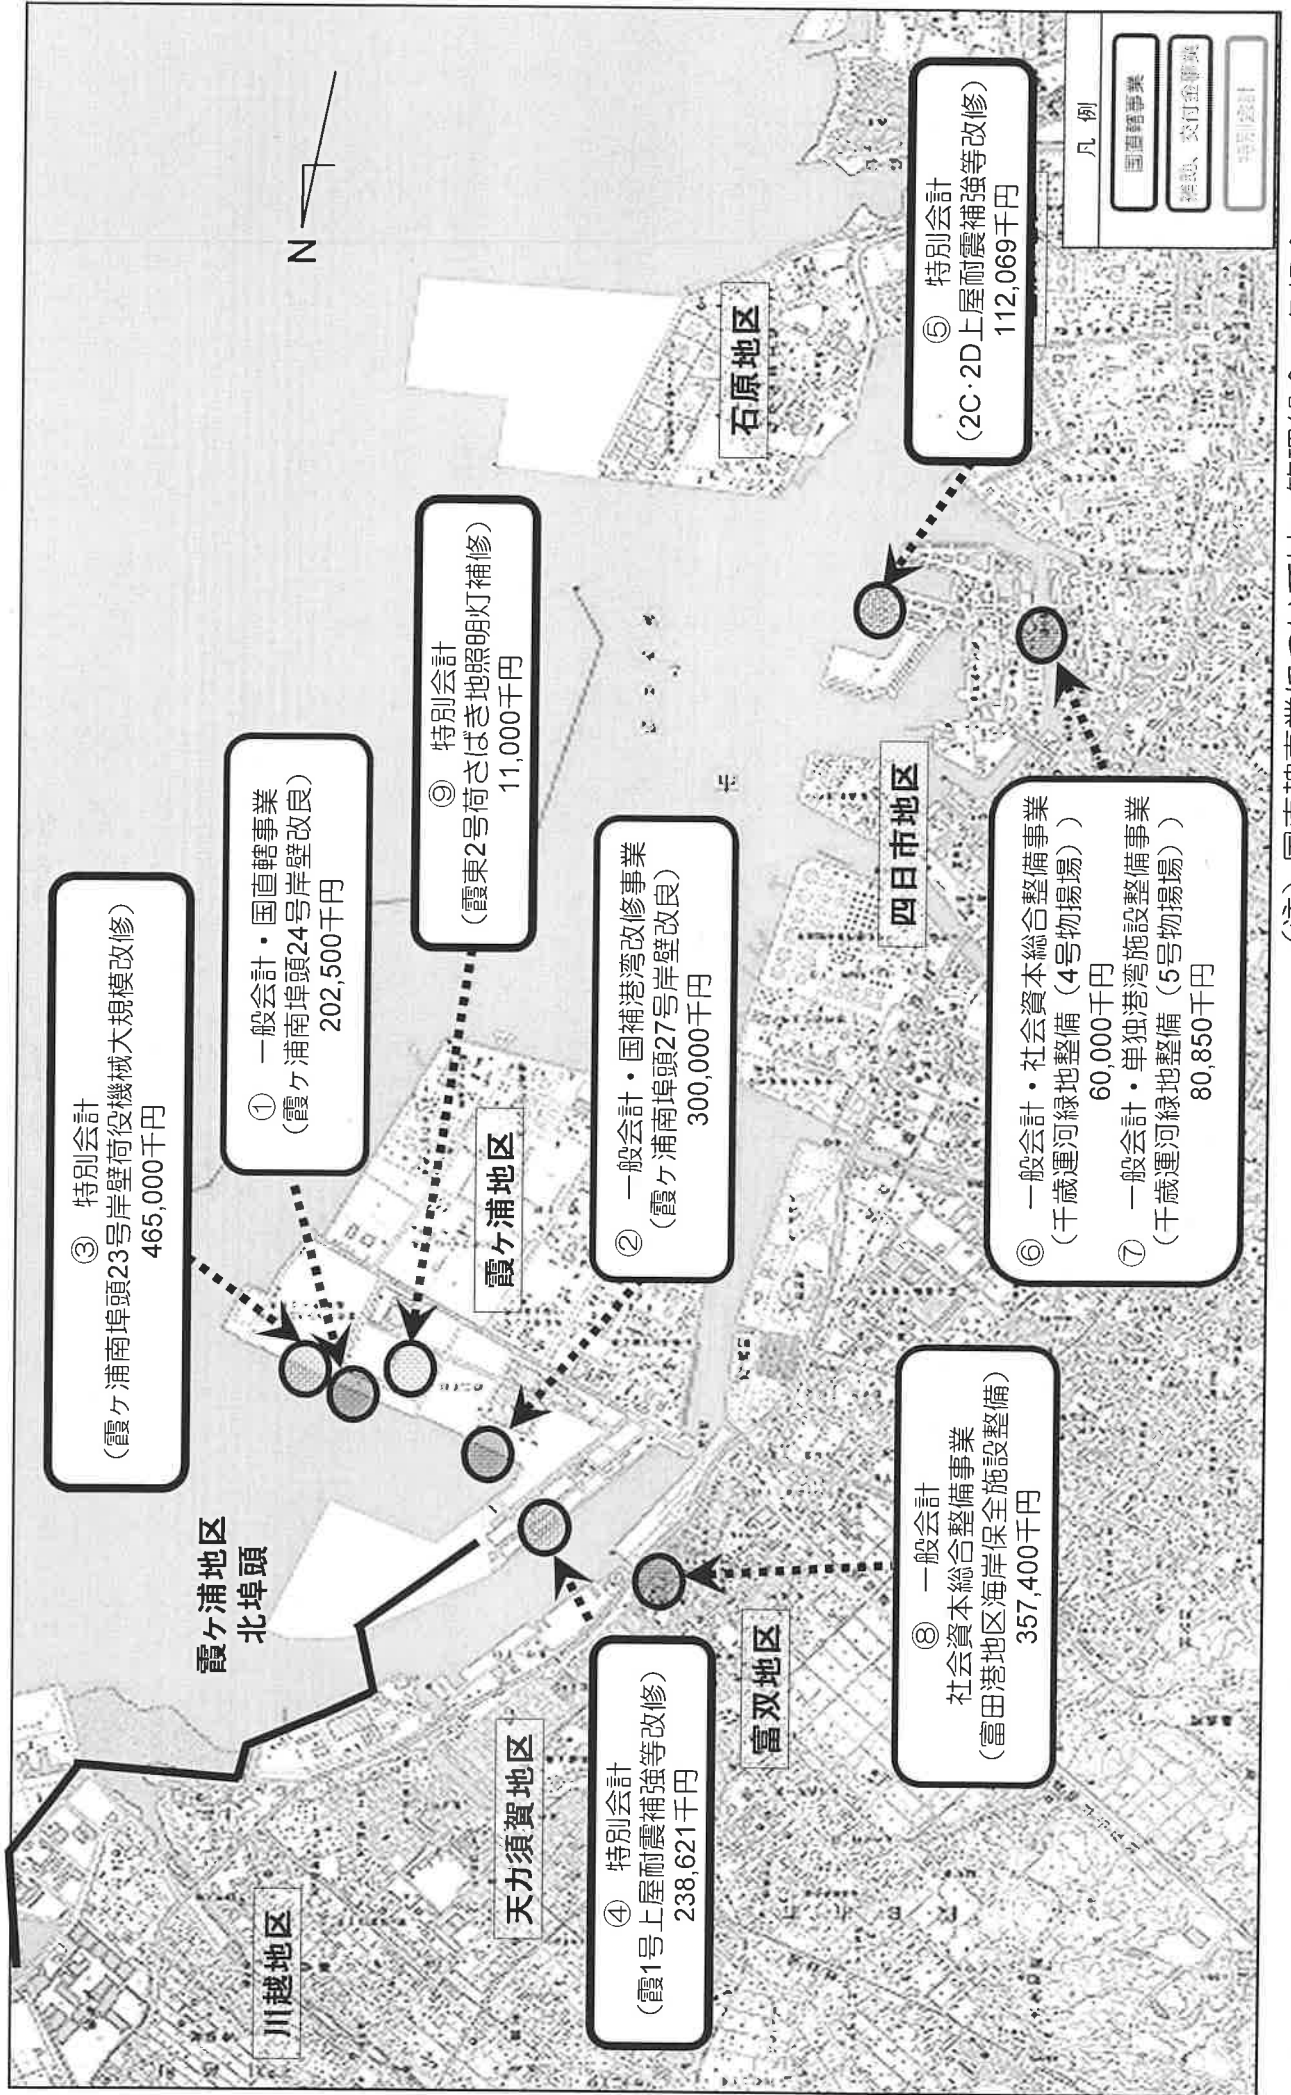 ③　特別会計
(霞ヶ浦南埠頭23号岸壁荷役機械大規模改修)
465,000千円
①　一般会計・国直轄事業
(霞ヶ浦南埠頭24号岸壁改良)
202,500千円
⑨　特別会計
(霞東2号荷さばき地照明灯補修)
11,000千円
②　一般会計・国補港湾改修事業
(霞ヶ浦南埠頭27号岸壁改良)
300,000千円
⑤　特別会計
(2C・2D上屋耐震補強等改修)
112,069千円
④　特別会計
(霞1号上屋耐震補強等改修)
238,621千円
⑧　一般会計
社会資本総合整備事業
(富田港地区海岸保全施設整備)
357,400千円
⑥　一般会計・社会資本総合整備事業
(千歳運河緑地整備（4号物揚場）)
60,000千円
⑦　一般会計・単独港湾施設整備事業
(千歳運河緑地整備（5号物揚場）)
80,850千円
霞ヶ浦地区
北埠頭
川越地区
天力須賀地区
富双地区
霞ヶ浦地区
四日市地区
石原地区
N
凡 例
国直轄事業
補助、交付金事業
特別会計